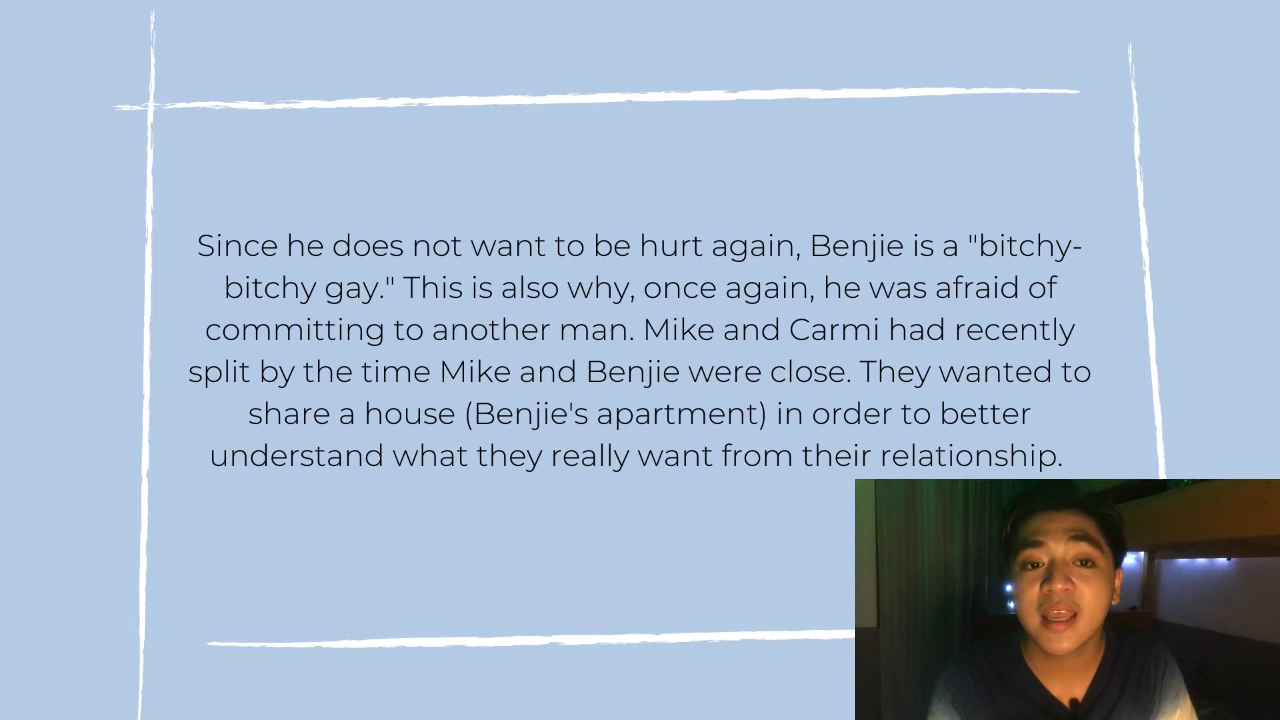 Since he does not want to be hurt again, Benjie is a "bitchy-
bitchy gay." This is also why, once again, he was afraid of
committing to another man. Mike and Carmi had recently
split by the time Mike and Benjie were close. They wanted to
share a house (Benjie's apartment) in order to better
understand what they really want from their relationship.